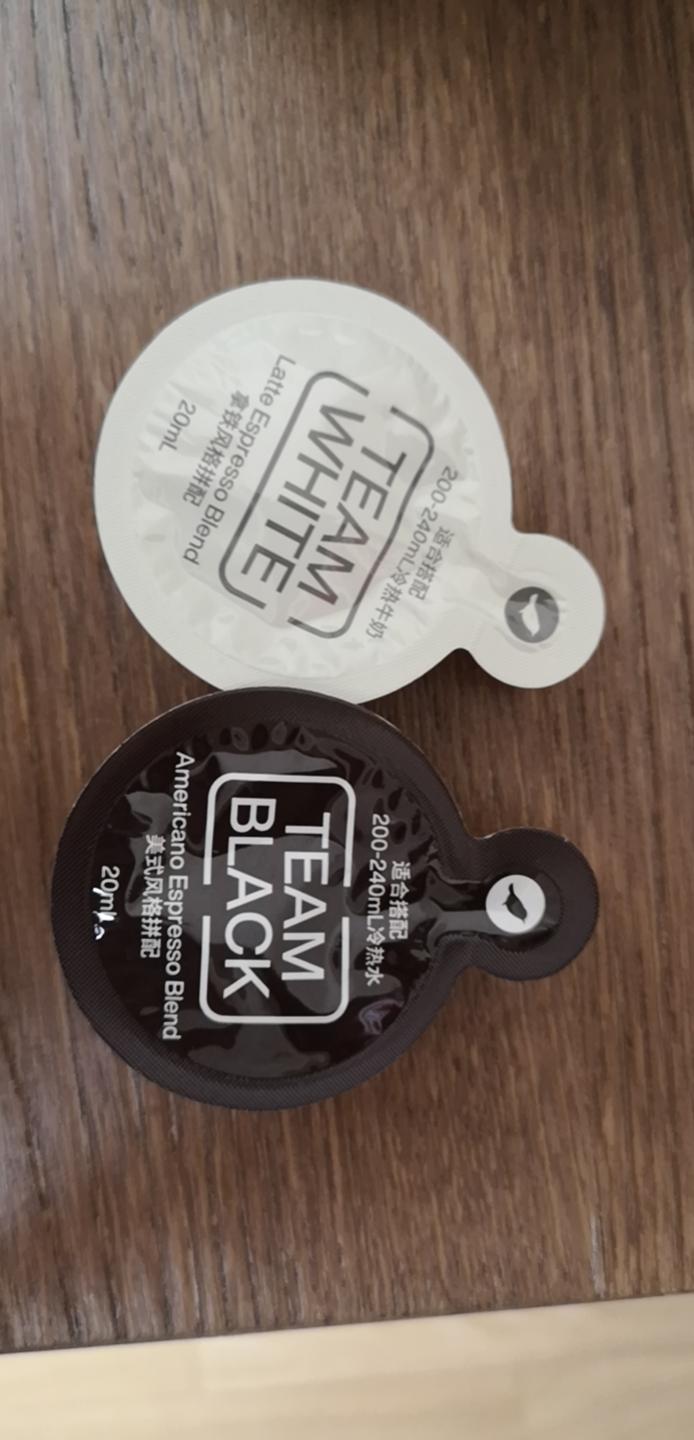 适合搭配
200-240mL冷热牛奶
TEAM
WHITE
Latte Espresso Blend
拿铁风格拼配
20mL
适合搭配
200-240mL冷热水
TEAM
BLACK
Americano Espresso Blend
美式风格拼配
20mL